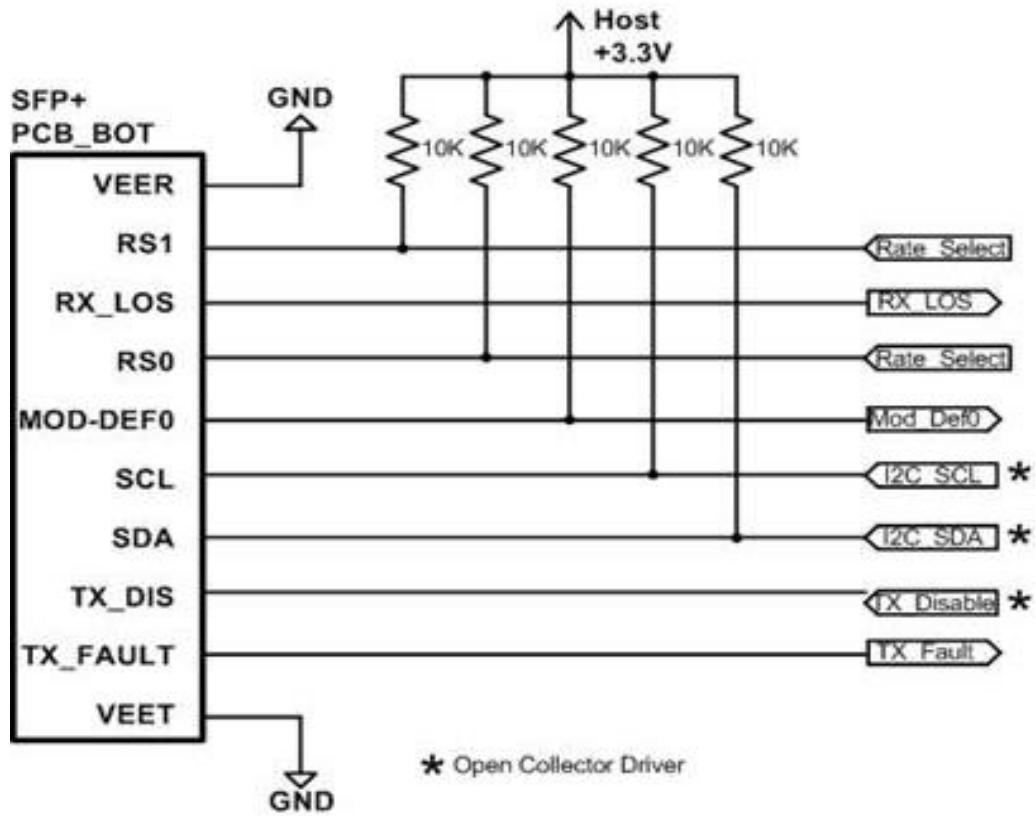 Host
+3.3V
SFP+
PCB_BOT
GND
10K
10K
10K
10K
10K
VEER
RS1
Rate_Select
RX_LOS
RX_LOS
RS0
Rate_Select
MOD-DEF0
Mod_Def0
SCL
I2C_SCL *
SDA
I2C_SDA *
TX_DIS
TX_Disable *
TX_FAULT
TX_Fault
VEET
* Open Collector Driver
GND